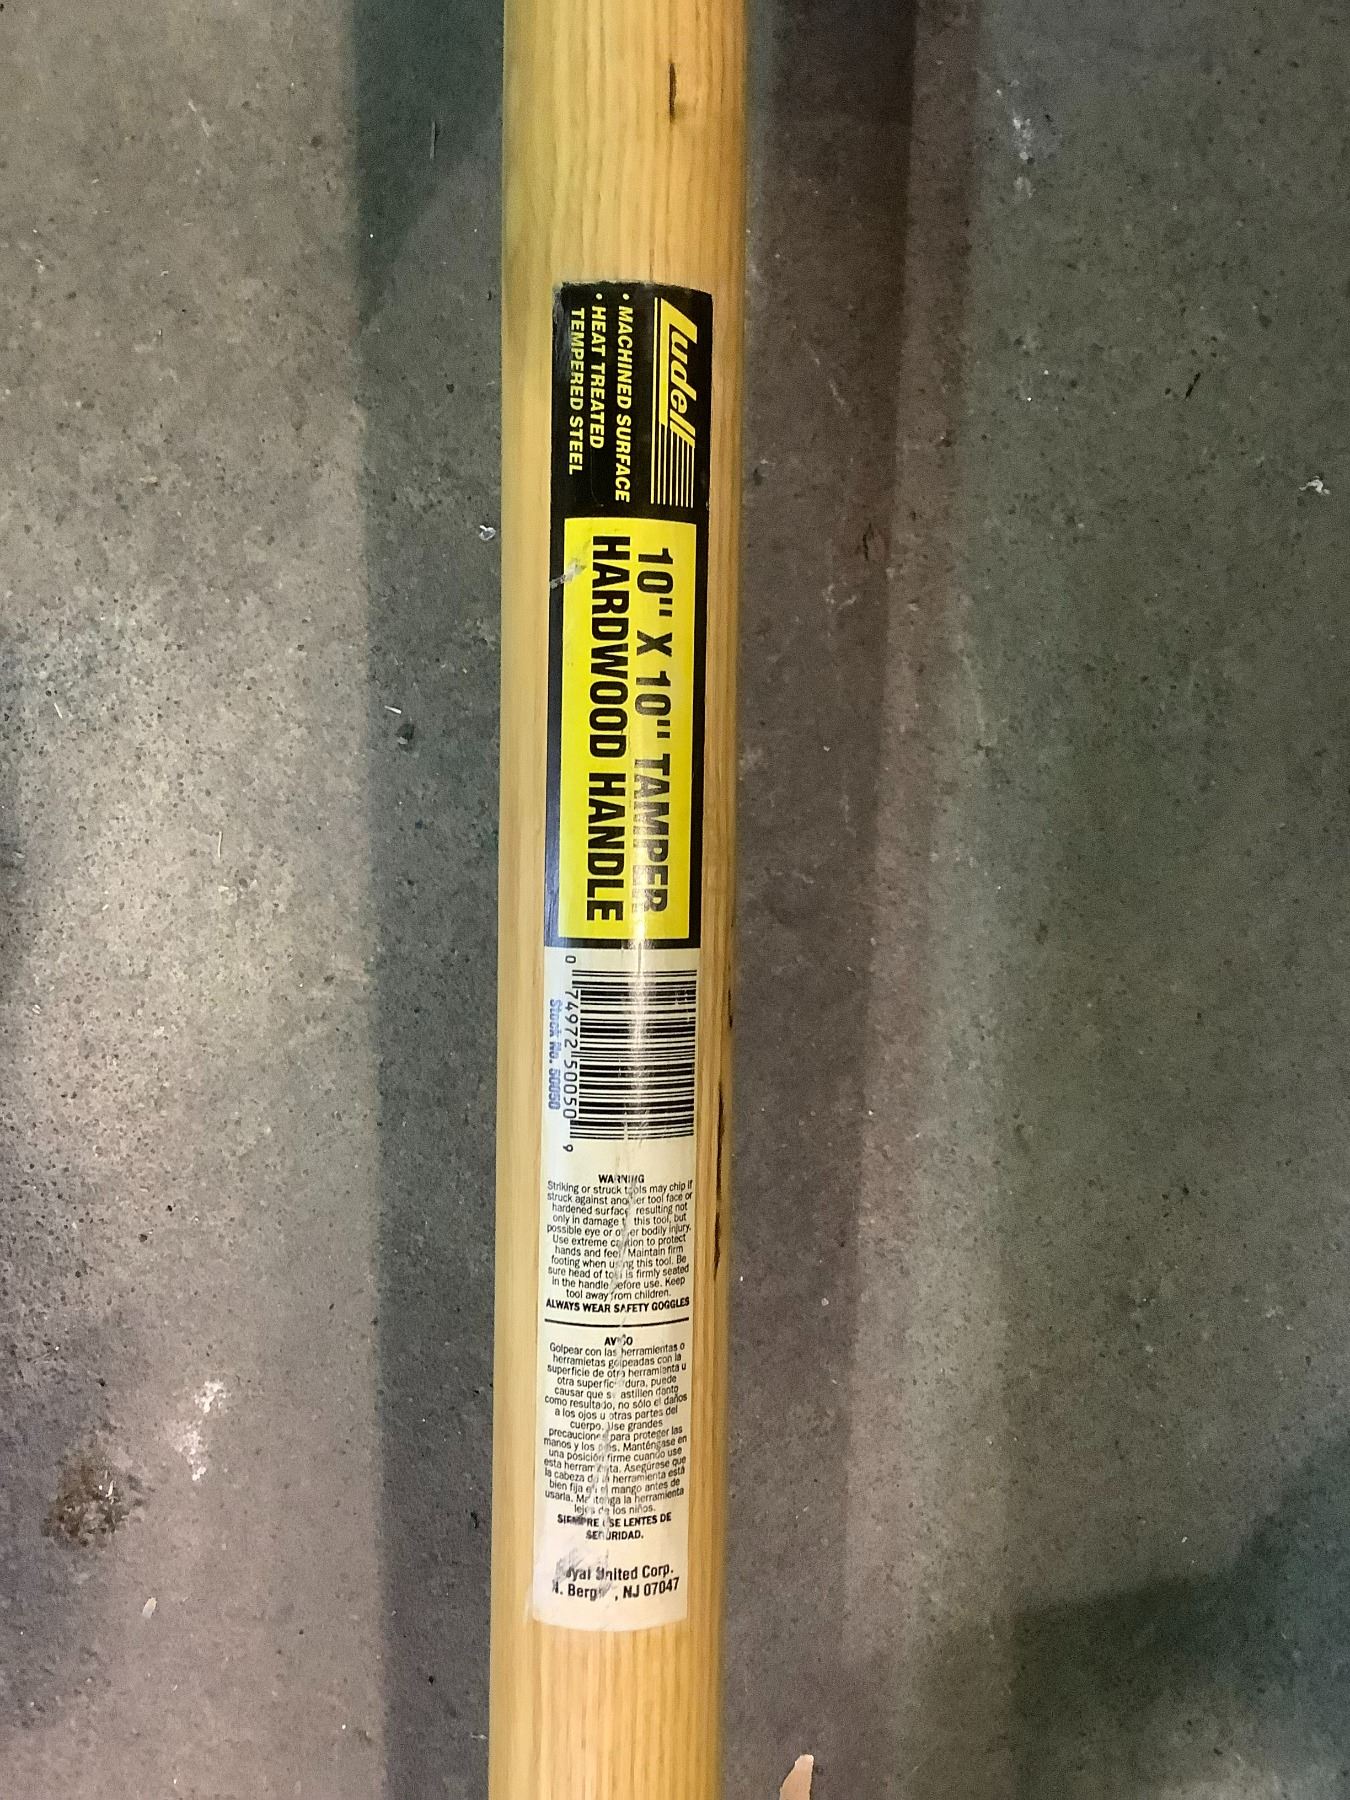 Ludell
• MACHINED SURFACE
• HEAT TREATED
TEMPERED STEEL
10" X 10" TAMPER
HARDWOOD HANDLE
0 74972 50050 9
Stock No. 50050
WARNING
Striking or struck tools may chip if
struck against another tool face or
hardened surface resulting not
only in damage this tool, but
possible eye or other bodily injury.
Use extreme caution to protect
hands and feet Maintain firm
footing when using this tool. Be
sure head of tool is firmly seated
in the handle before use. Keep
tool away from children.
ALWAYS WEAR SAFETY GOGGLES
AVISO
Golpear con las herramientas o
herramietas golpeadas con la
superficie de otra herramianta u
otra superficie dura, puede
causar que se astillen danto
como resultado, no sólo el daños
a los ojos u otras partes del
cuerpo. Use grandes
precauciones para proteger las
manos y los pies. Manténgase en
una posición firme cuando use
esta herramienta. Asegúrese que
la cabeza de la herramienta está
bien fija en el mango antes de
usarla. Mantenga la herramienta
lejos de los niños.
SIEMPRE USE LENTES DE
SEGURIDAD.
United Corp.
N. , NJ 07047